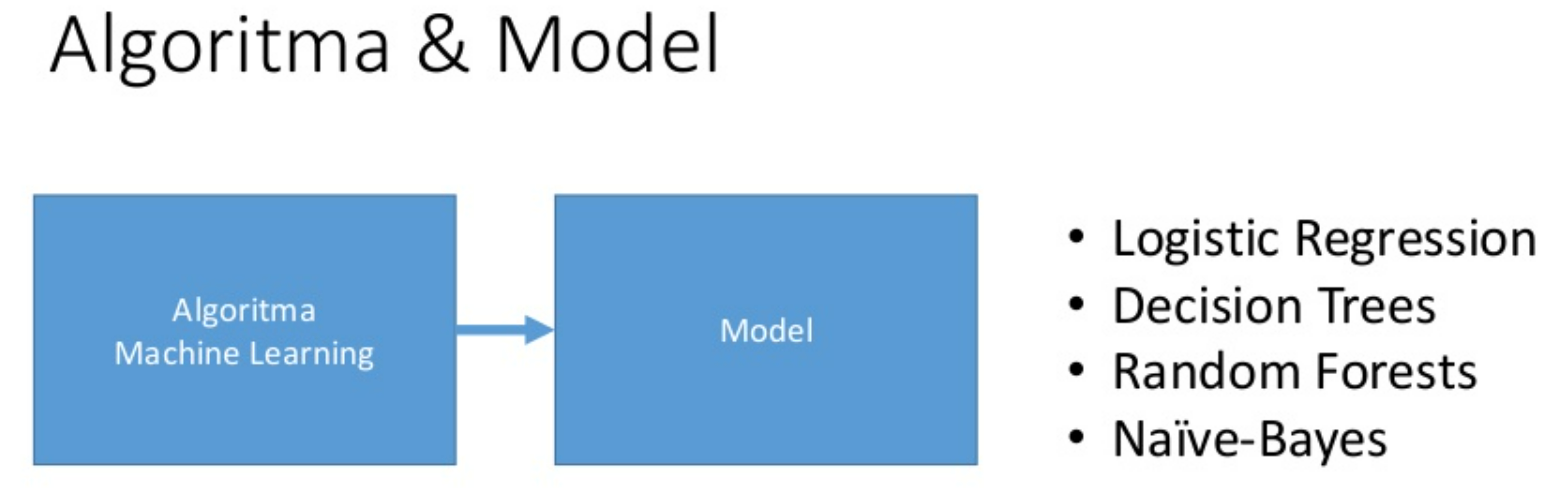 Algoritma & Model
Algoritma
Machine Learning
Model
• Logistic Regression
• Decision Trees
• Random Forests
• Naïve-Bayes